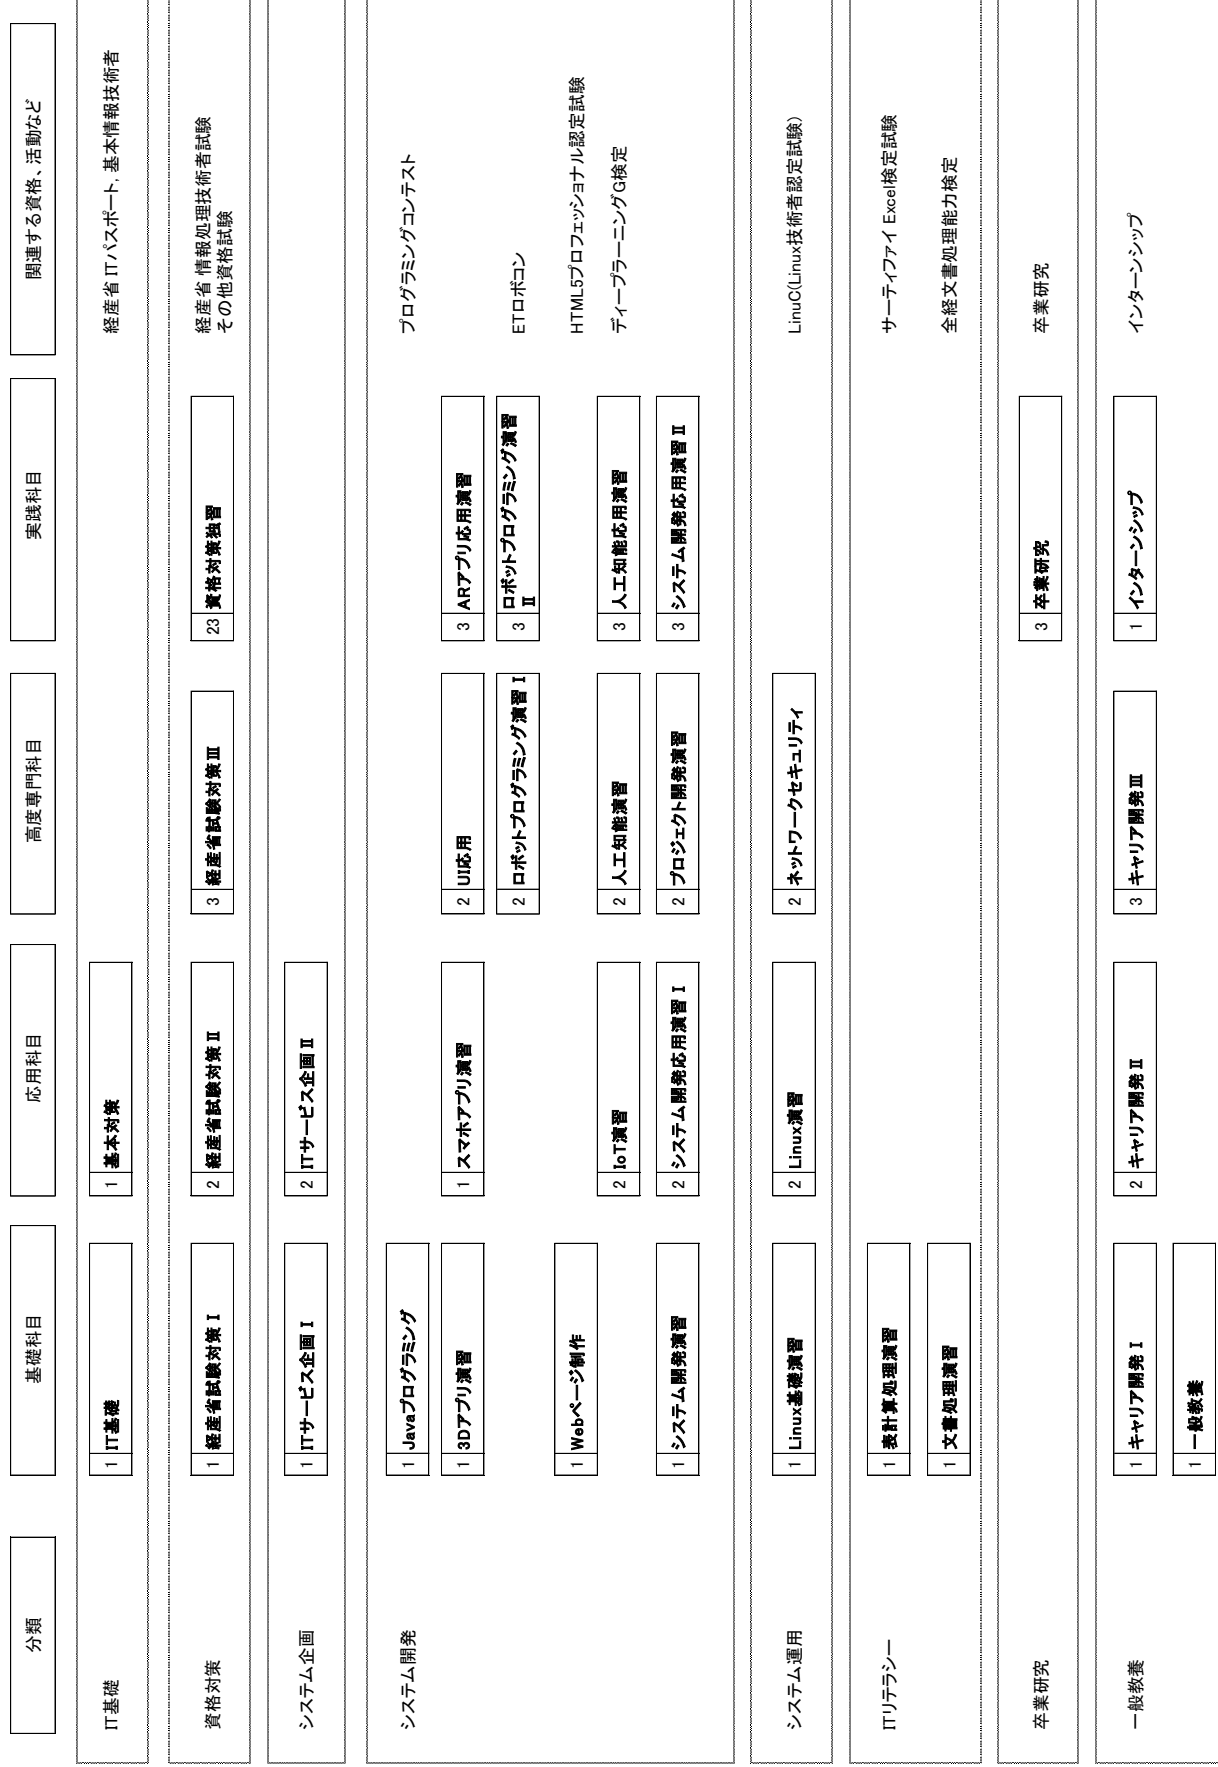 分類
基礎科目
応用科目
高度専門科目
実践科目
関連する資格、活動など
IT基礎
1 IT基礎
1 基本対策
経産省 ITパスポート, 基本情報技術者
資格対策
1 経産省試験対策Ⅰ
2 経産省試験対策Ⅱ
3 経産省試験対策Ⅲ
23 資格対策独習
経産省 情報処理技術者試験
その他資格試験
システム企画
1 ITサービス企画Ⅰ
2 ITサービス企画Ⅱ
システム開発
1 Javaプログラミング
プログラミングコンテスト
1 3Dアプリ演習
1 スマホアプリ演習
2 UI応用
3 ARアプリ応用演習
2 ロボットプログラミング演習Ⅰ
3 ロボットプログラミング演習
Ⅱ
ETロボコン
1 Webページ制作
HTML5プロフェッショナル認定試験
2 IoT演習
2 人工知能演習
3 人工知能応用演習
ディープラーニングG検定
1 システム開発演習
2 システム開発応用演習Ⅰ
2 プロジェクト開発演習
3 システム開発応用演習Ⅱ
システム運用
1 Linux基礎演習
2 Linux演習
2 ネットワークセキュリティ
LinuC(Linux技術者認定試験)
ITリテラシー
1 表計算処理演習
サーティファイ Excel検定試験
1 文書処理演習
全経文書処理能力検定
卒業研究
3 卒業研究
卒業研究
一般教養
1 キャリア開発Ⅰ
2 キャリア開発Ⅱ
3 キャリア開発Ⅲ
1 インターンシップ
インターンシップ
1 一般教養